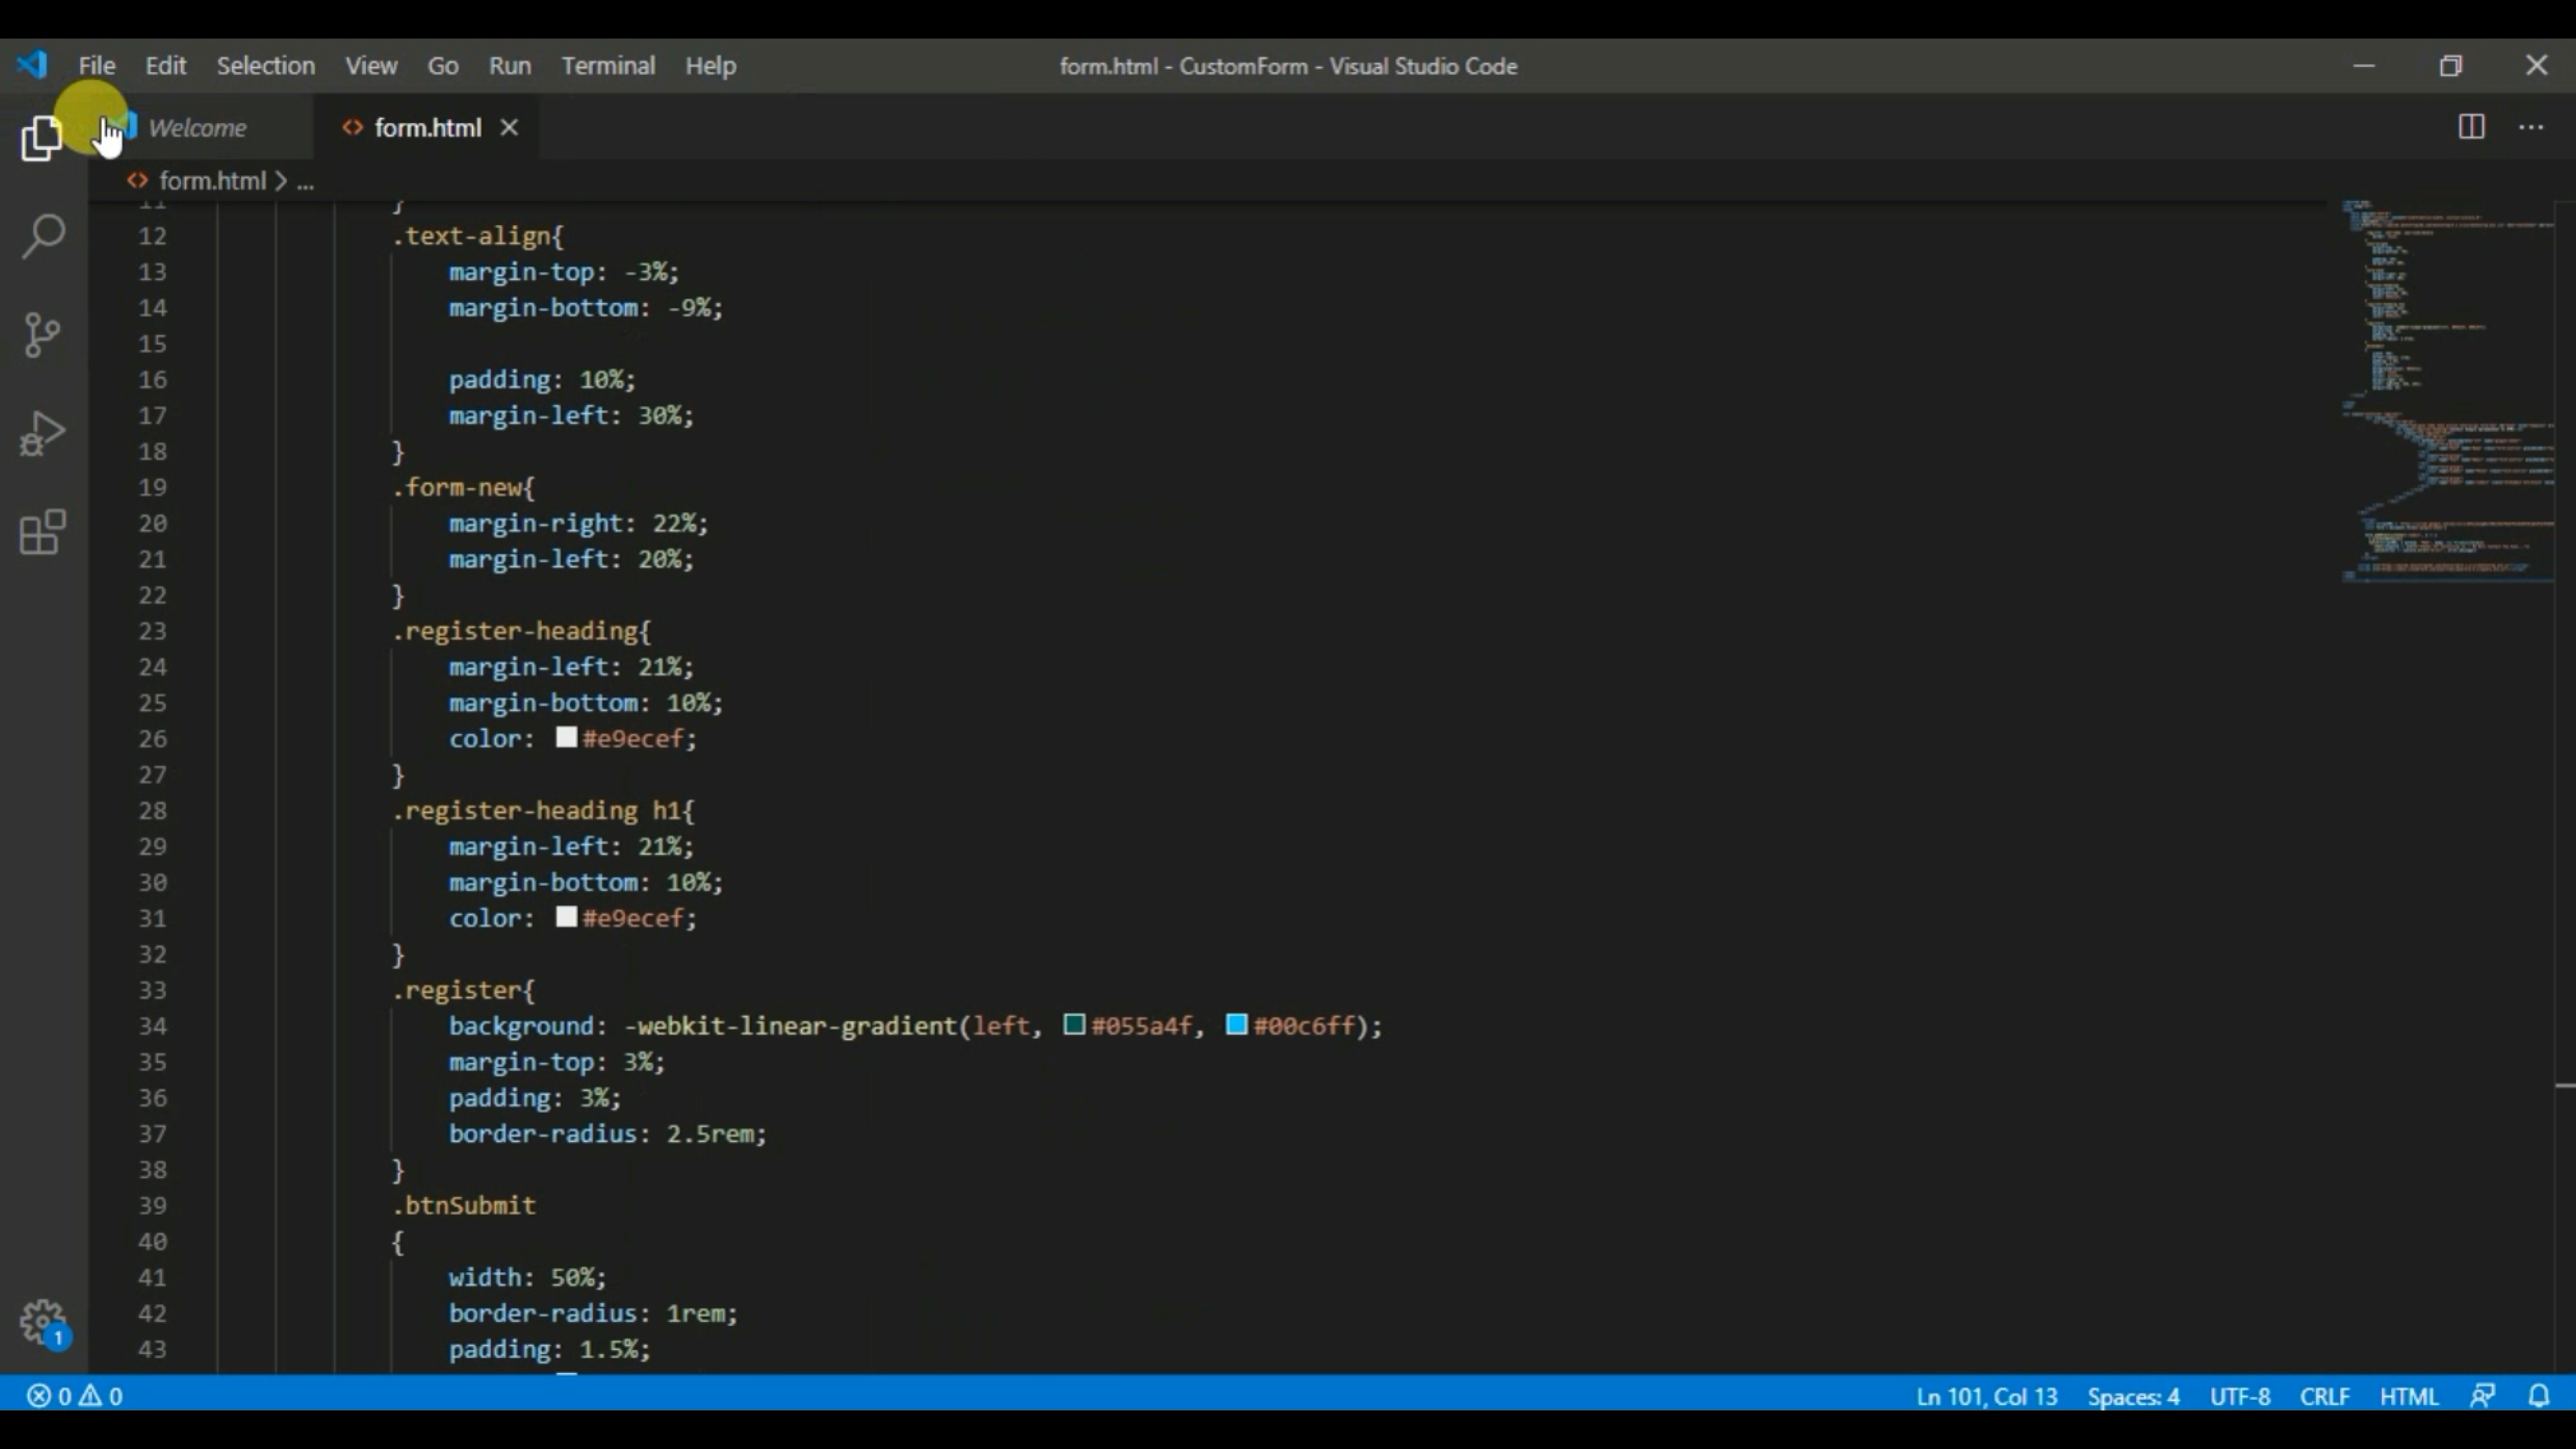 File Edit Selection View Go Run Terminal Help form.html - CustomForm - Visual Studio Code
Welcome form.html
form.html > ...
11 }
12 .text-align{
13 margin-top: -3%;
14 margin-bottom: -9%;
15
16 padding: 10%;
17 margin-left: 30%;
18 }
19 .form-new{
20 margin-right: 22%;
21 margin-left: 20%;
22 }
23 .register-heading{
24 margin-left: 21%;
25 margin-bottom: 10%;
26 color: #e9ecef;
27 }
28 .register-heading h1{
29 margin-left: 21%;
30 margin-bottom: 10%;
31 color: #e9ecef;
32 }
33 .register{
34 background: -webkit-linear-gradient(left, #055a4f, #00c6ff);
35 margin-top: 3%;
36 padding: 3%;
37 border-radius: 2.5rem;
38 }
39 .btnSubmit
40 {
41 width: 50%;
42 border-radius: 1rem;
43 padding: 1.5%;
1
0 0 Ln 101, Col 13 Spaces: 4 UTF-8 CRLF HTML